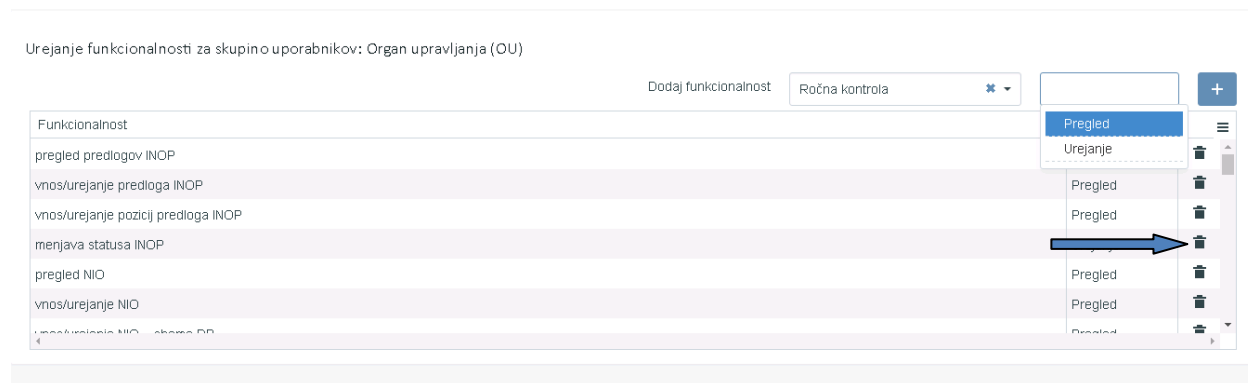 Urejanje funkcionalnosti za skupino uporabnikov: Organ upravljanja (OU)
Dodaj funkcionalnost Ročna kontrola
Funkcionalnost
Pregled
Urejanje
pregled predlogov INOP
vnos/urejanje predloga INOP Pregled
vnos/urejanje pozicij predloga INOP Pregled
menjava statusa INOP
pregled NIO Pregled
vnos/urejanje NIO Pregled